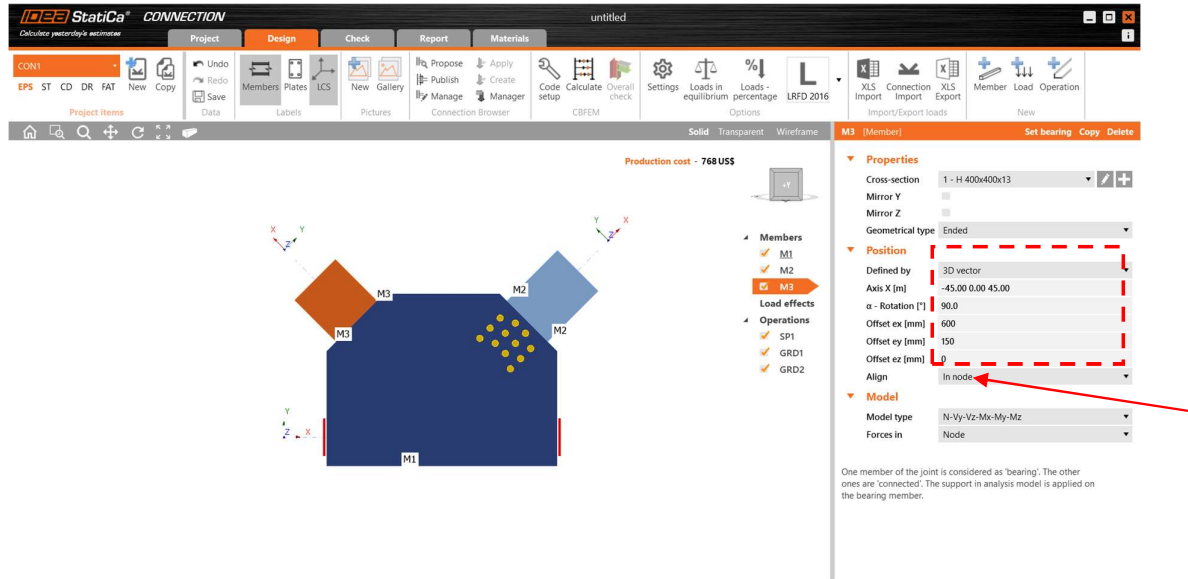 IDEA StatiCa® CONNECTION
untitled
Calculate yesterday's estimates
Project Design Check Report Materials
i
CON1
EPS ST CD DR FAT
New Copy
Undo
Redo
Save
Members Plates LCS
New Gallery
Propose Apply
Publish Create
Manage Manager
Code setup Calculate Overall check
Settings Loads in equilibrium Loads - percentage LRFD 2016
XLS Import Connection Import XLS Export
Member Load Operation
Project items Data Labels Pictures Connection Browser CBFEM Options Import/Export loads New
Solid Transparent Wireframe
M3 [Member] Set bearing Copy Delete
Production cost - 768 US$
+Y
X Y Z
Y X Z
M3
M2
M3
M2
Y
Z X
M1
Members
M1
M2
M3
Load effects
Operations
SP1
GRD1
GRD2
Properties
Cross-section 1 - H 400x400x13
Mirror Y
Mirror Z
Geometrical type Ended
Position
Defined by 3D vector
Axis X [m] -45.00 0.00 45.00
α - Rotation [°] 90.0
Offset ex [mm] 600
Offset ey [mm] 150
Offset ez [mm] 0
Align In node
Model
Model type N-Vy-Vz-Mx-My-Mz
Forces in Node
One member of the joint is considered as 'bearing'. The other
ones are 'connected'. The support in analysis model is applied on
the bearing member.